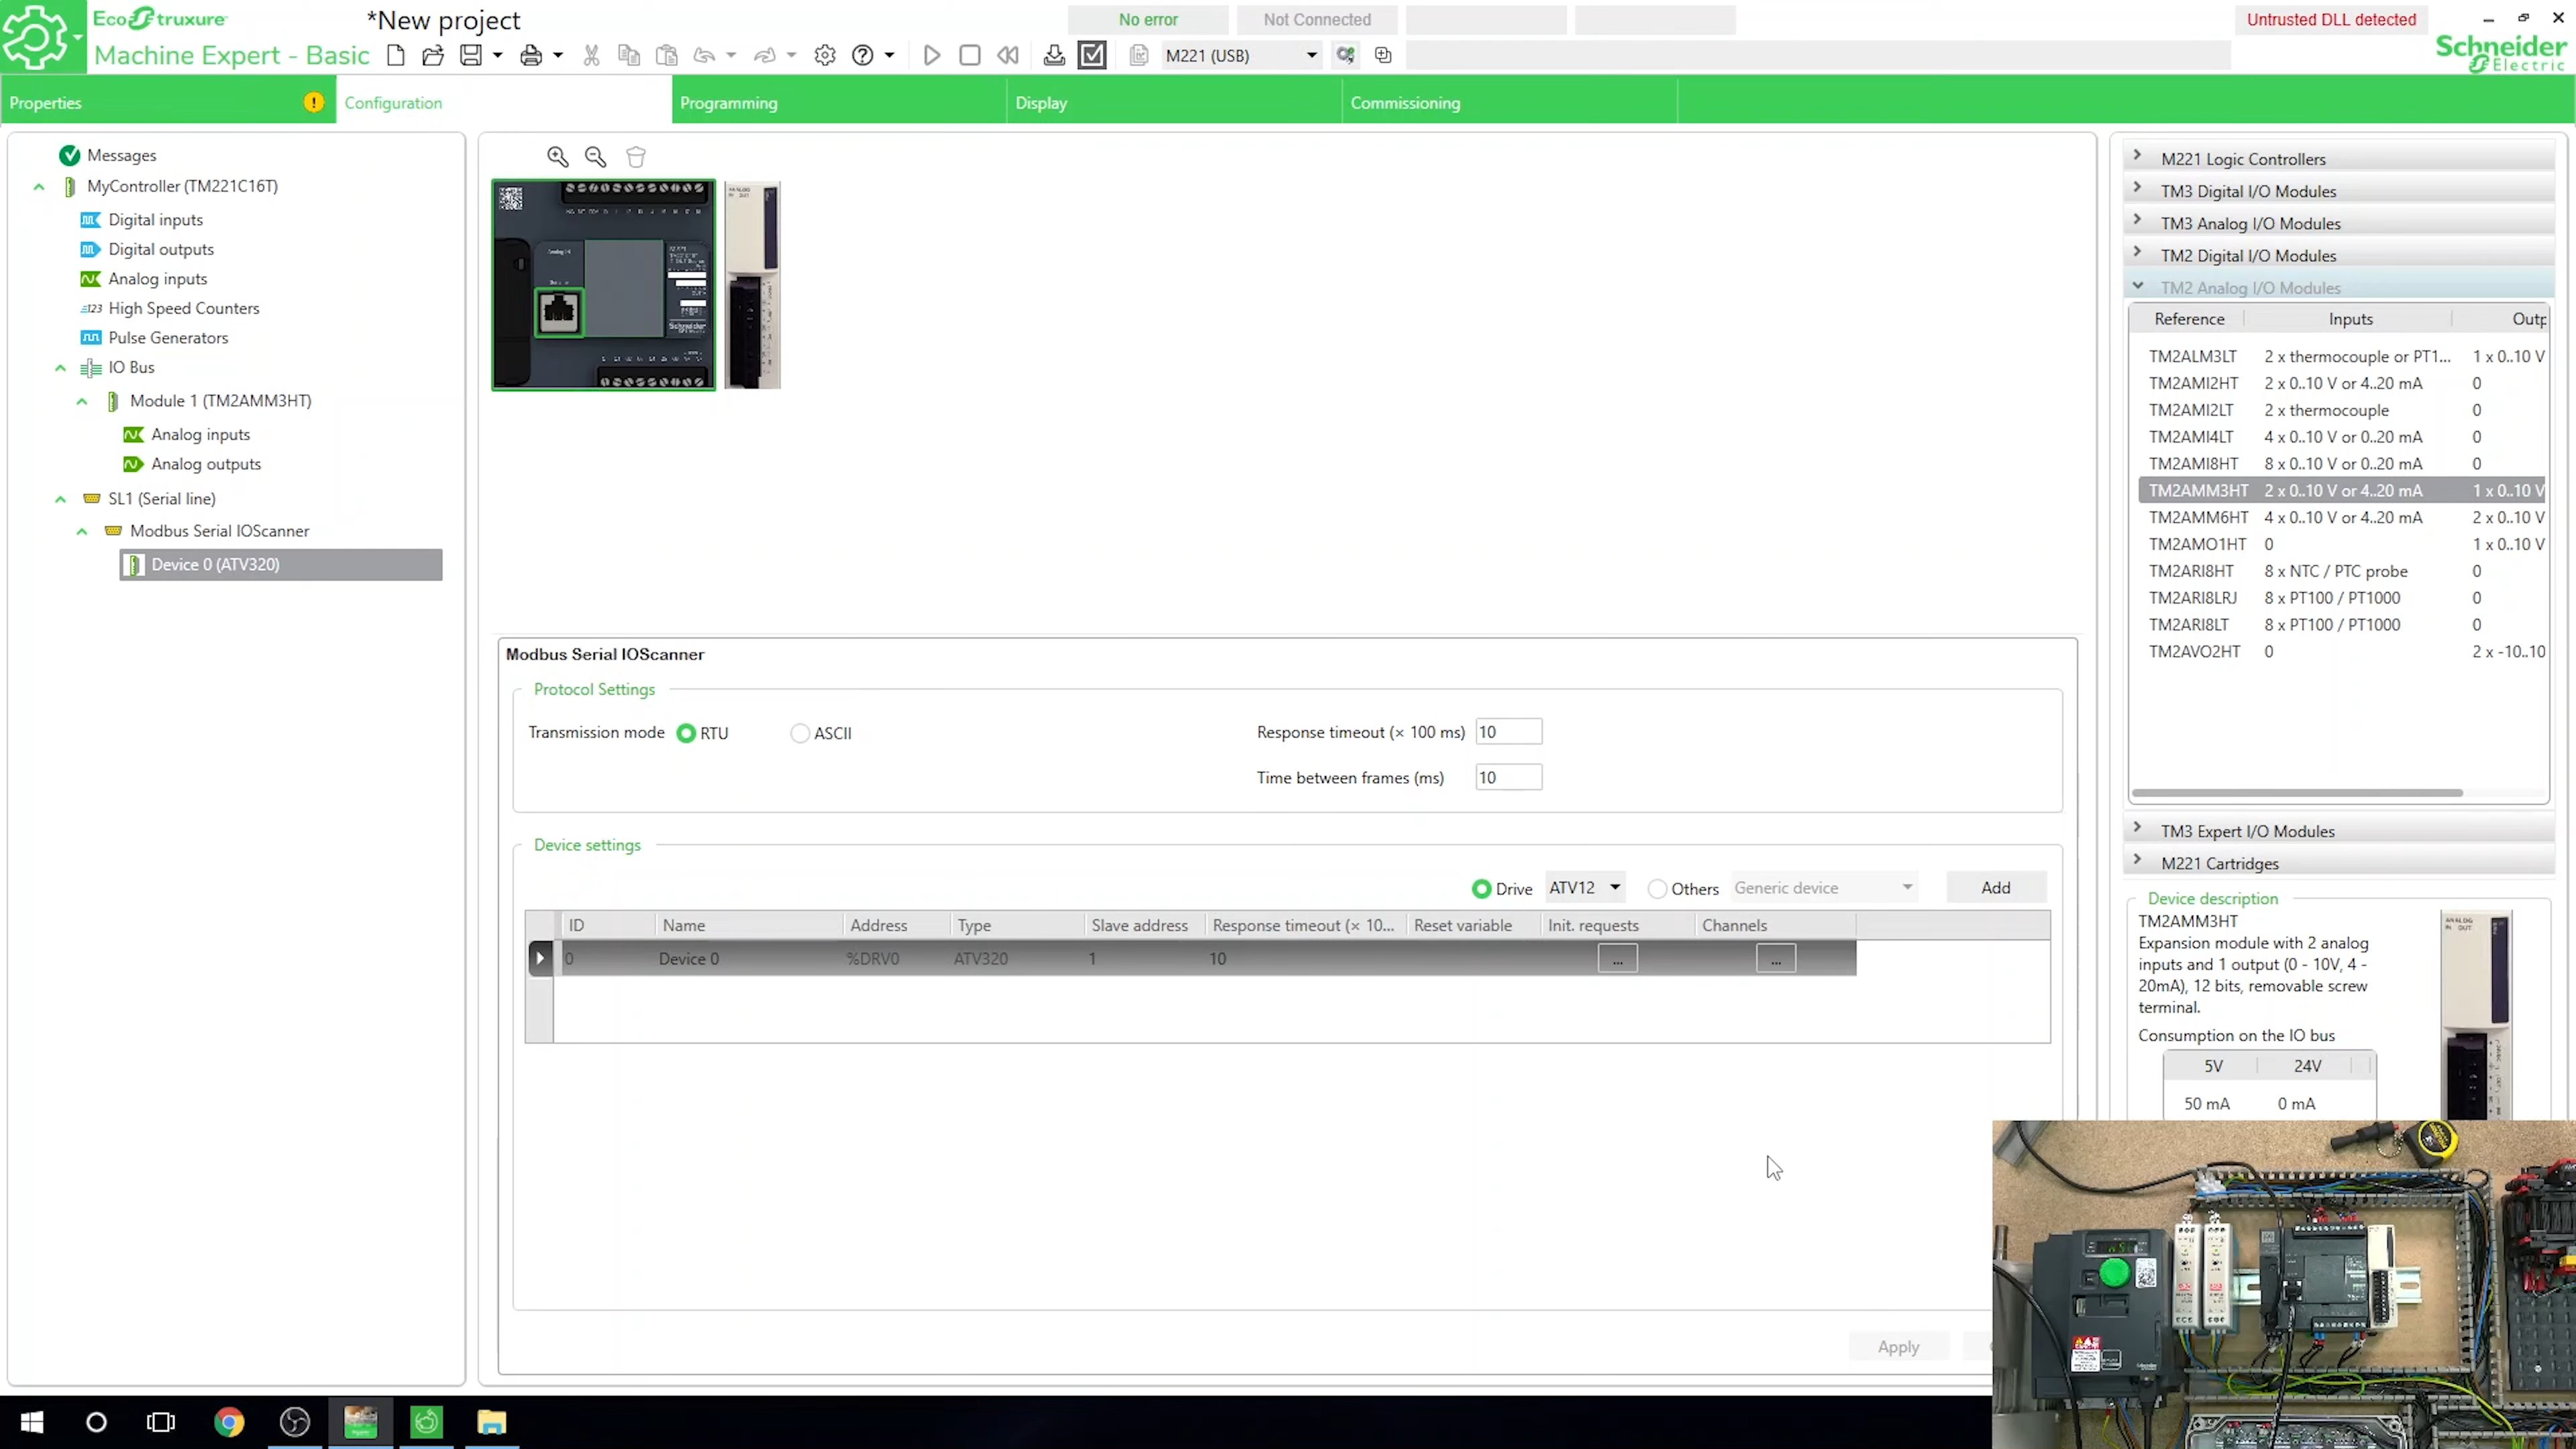 EcoStruxure
Machine Expert - Basic
*New project
No error
Not Connected
Untrusted DLL detected
M221 (USB)
Schneider
Electric
Properties
Configuration
Programming
Display
Commissioning
Messages
MyController (TM221C16T)
Digital inputs
Digital outputs
Analog inputs
High Speed Counters
Pulse Generators
IO Bus
Module 1 (TM2AMM3HT)
Analog inputs
Analog outputs
SL1 (Serial line)
Modbus Serial IOScanner
Device 0 (ATV320)
Modbus Serial IOScanner
Protocol Settings
Transmission mode RTU ASCII
Response timeout (× 100 ms) 10
Time between frames (ms) 10
Device settings
Drive ATV12 Others Generic device Add
ID Name Address Type Slave address Response timeout (× 10... Reset variable Init. requests Channels
0 Device 0 %DRV0 ATV320 1 10 ... ...
Apply
M221 Logic Controllers
TM3 Digital I/O Modules
TM3 Analog I/O Modules
TM2 Digital I/O Modules
TM2 Analog I/O Modules
Reference Inputs Outp
TM2ALM3LT 2 x thermocouple or PT1... 1 x 0..10 V
TM2AMI2HT 2 x 0..10 V or 4..20 mA 0
TM2AMI2LT 2 x thermocouple 0
TM2AMI4LT 4 x 0..10 V or 0..20 mA 0
TM2AMI8HT 8 x 0..10 V or 0..20 mA 0
TM2AMM3HT 2 x 0..10 V or 4..20 mA 1 x 0..10 V
TM2AMM6HT 4 x 0..10 V or 4..20 mA 2 x 0..10 V
TM2AMO1HT 0 1 x 0..10 V
TM2ARI8HT 8 x NTC / PTC probe 0
TM2ARI8LRJ 8 x PT100 / PT1000 0
TM2ARI8LT 8 x PT100 / PT1000 0
TM2AVO2HT 0 2 x -10..10
TM3 Expert I/O Modules
M221 Cartridges
Device description
TM2AMM3HT
Expansion module with 2 analog
inputs and 1 output (0 - 10V, 4 -
20mA), 12 bits, removable screw
terminal.
Consumption on the IO bus
5V 24V
50 mA 0 mA